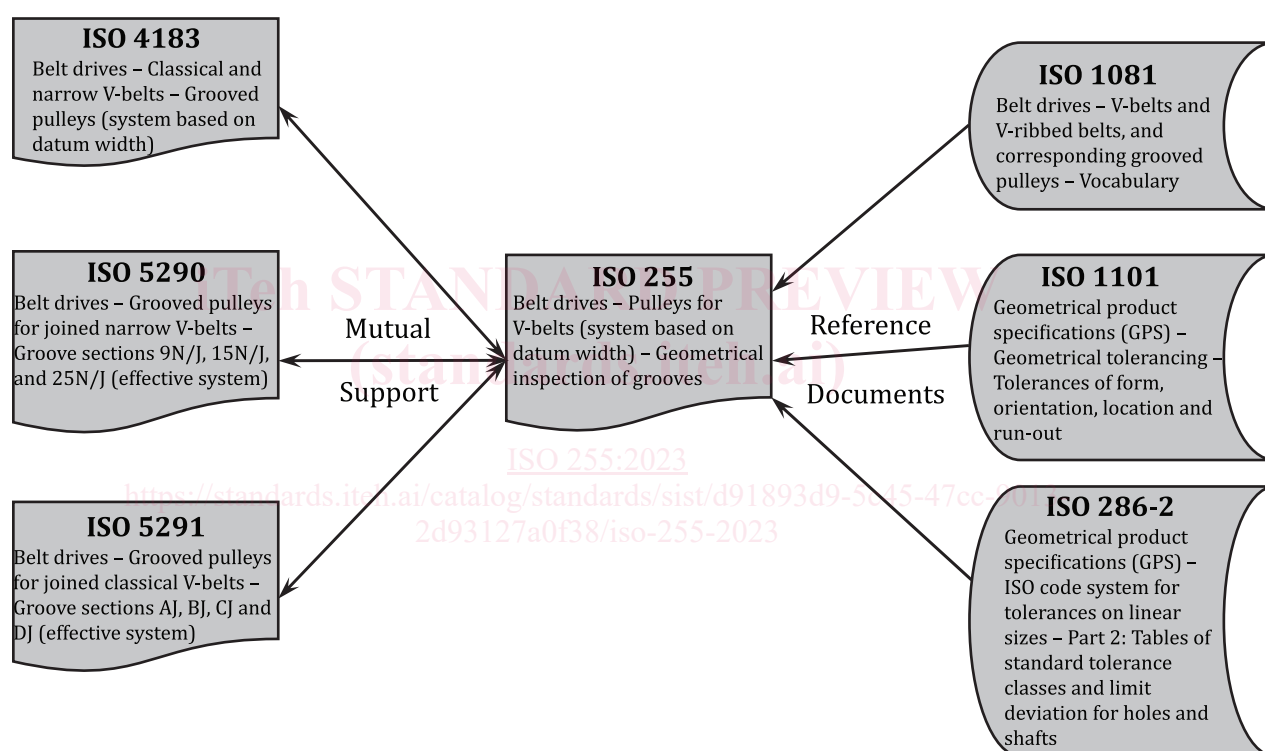 ISO 4183
Belt drives – Classical and
narrow V-belts – Grooved
pulleys (system based on
datum width)
ISO 5290
Belt drives – Grooved pulleys
for joined narrow V-belts –
Groove sections 9N/J, 15N/J,
and 25N/J (effective system)
ISO 5291
Belt drives – Grooved pulleys
for joined classical V-belts –
Groove sections AJ, BJ, CJ and
DJ (effective system)
Mutual
Support
ISO 255
Belt drives – Pulleys for
V-belts (system based on
datum width) – Geometrical
inspection of grooves
Reference
Documents
ISO 1081
Belt drives – V-belts and
V-ribbed belts, and
corresponding grooved
pulleys – Vocabulary
ISO 1101
Geometrical product
specifications (GPS) –
Geometrical tolerancing –
Tolerances of form,
orientation, location and
run-out
ISO 286-2
Geometrical product
specifications (GPS) –
ISO code system for
tolerances on linear
sizes – Part 2: Tables of
standard tolerance
classes and limit
deviation for holes and
shafts
iTeh STANDARD PREVIEW
(standards.iteh.ai)
ISO 255:2023
https://standards.iteh.ai/catalog/standards/sist/d91893d9-5c45-47cc-
2d93127a0f38/iso-255-2023